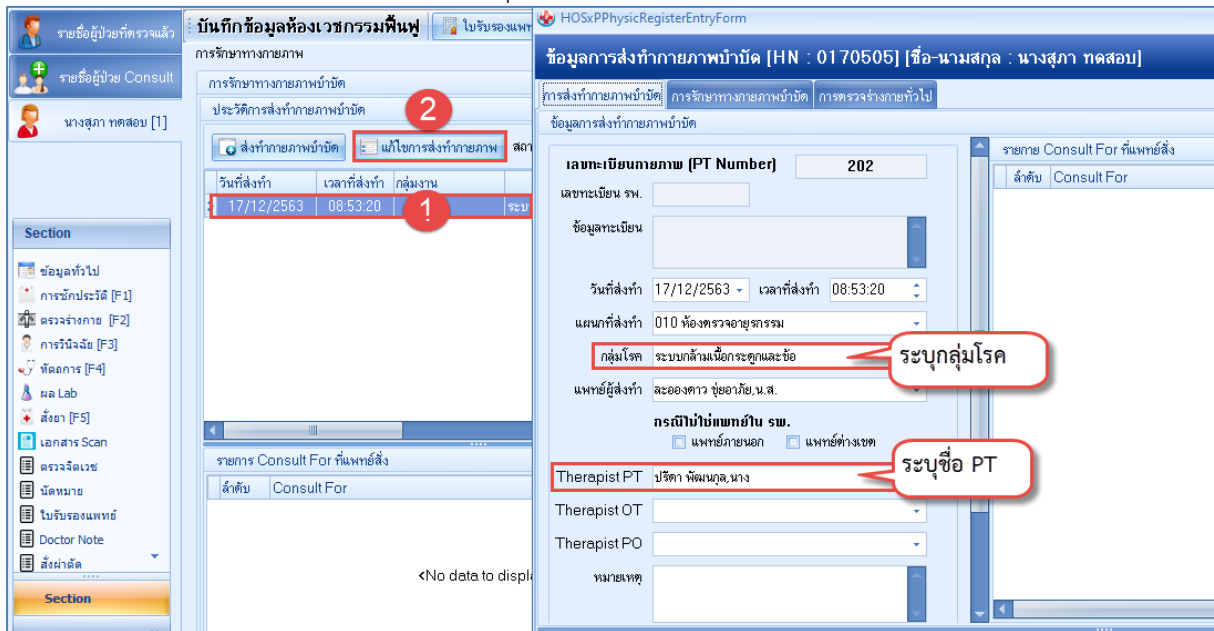 รายชื่อผู้ป่วยที่ตรวจแล้ว
รายชื่อผู้ป่วย Consult
นางสุภา ทดสอบ [1]
Section
ข้อมูลทั่วไป
การซักประวัติ [F1]
ตรวจร่างกาย [F2]
การวินิจฉัย [F3]
หัตถการ [F4]
ผล Lab
สั่งยา [F5]
เอกสาร Scan
ตรวจจิตเวช
นัดหมาย
ใบรับรองแพทย์
Doctor Note
สั่งผ่าตัด
Section
บันทึกข้อมูลห้องเวชกรรมฟื้นฟู
ใบรับรองแพท
การรักษาทางกายภาพ
การรักษาทางกายภาพบำบัด
ประวัติการส่งทำกายภาพบำบัด
2
ส่งทำกายภาพบำบัด แก้ไขการส่งทำกายภาพ สถา
วันที่ส่งทำ เวลาที่ส่งทำ กลุ่มงาน
17/12/2563 08:53:20 ระบ
1
รายการ Consult For ที่แพทย์สั่ง
ลำดับ Consult For
<No data to displa
HOSxPPhysicRegisterEntryForm
ข้อมูลการส่งทำกายภาพบำบัด [HN : 0170505] [ชื่อ-นามสกุล : นางสุภา ทดสอบ]
การส่งทำกายภาพบำบัด การรักษาทางกายภาพบำบัด การตรวจร่างกายทั่วไป
ข้อมูลการส่งทำกายภาพบำบัด
เลขทะเบียนกายภาพ (PT Number) 202
เลขทะเบียน รพ.
ข้อมูลทะเบียน
วันที่ส่งทำ 17/12/2563 เวลาที่ส่งทำ 08:53:20
แผนกที่ส่งทำ 010 ห้องตรวจอายุรกรรม
กลุ่มโรค ระบบกล้ามเนื้อกระดูกและข้อ
ระบุกลุ่มโรค
แพทย์ผู้ส่งทำ ละอองดาว ขุ่ยอาภัย,น.ส.
กรณีไม่ใช่แพทย์ใน รพ.
แพทย์ภายนอก แพทย์ต่างเขต
ระบุชื่อ PT
Therapist PT ปรีตา พัฒนกุล,นาง
Therapist OT
Therapist PO
หมายเหตุ
รายการ Consult For ที่แพทย์สั่ง
ลำดับ Consult For